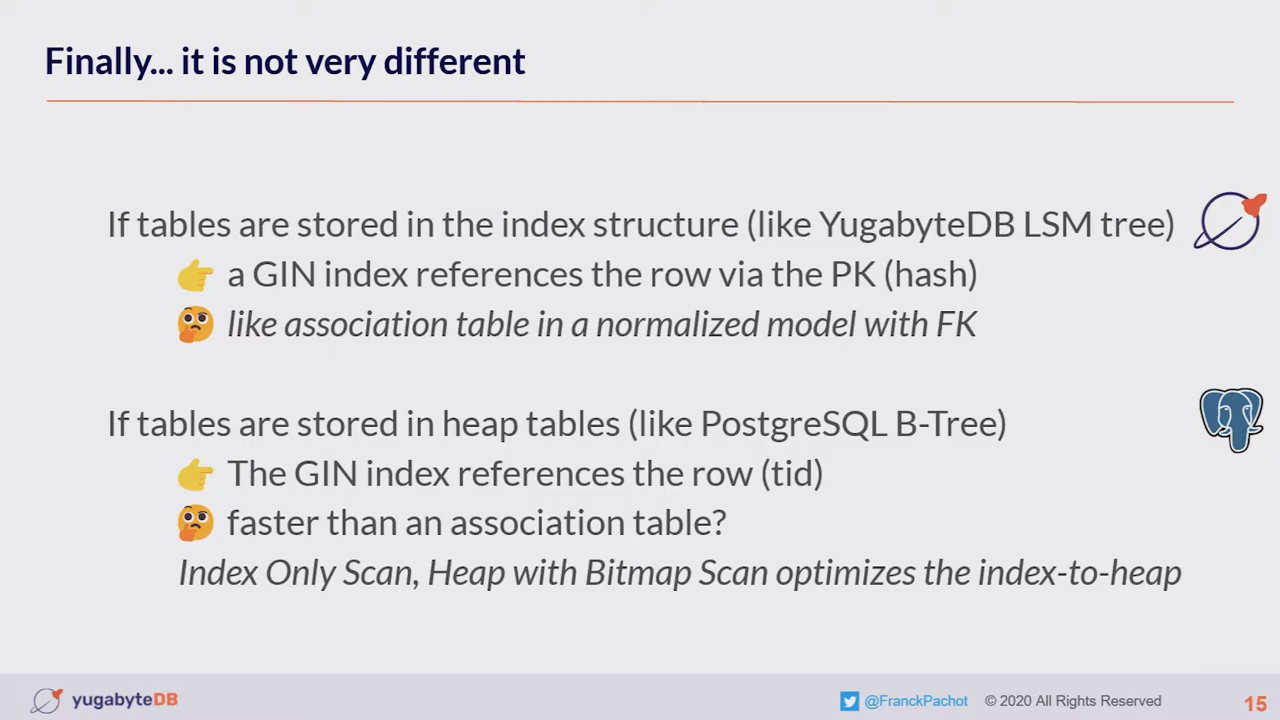 Finally... it is not very different
If tables are stored in the index structure (like YugabyteDB LSM tree)
👉 a GIN index references the row via the PK (hash)
🤔 like association table in a normalized model with FK
If tables are stored in heap tables (like PostgreSQL B-Tree)
👉 The GIN index references the row (tid)
🤔 faster than an association table?
Index Only Scan, Heap with Bitmap Scan optimizes the index-to-heap
yugabyteDB
@FranckPachot © 2020 All Rights Reserved
15